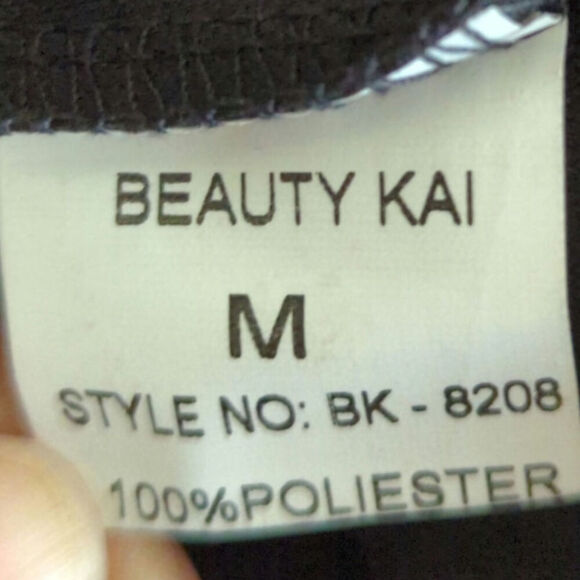 BEAUTY KAI
M
STYLE NO: BK - 8208
100%POLIESTER